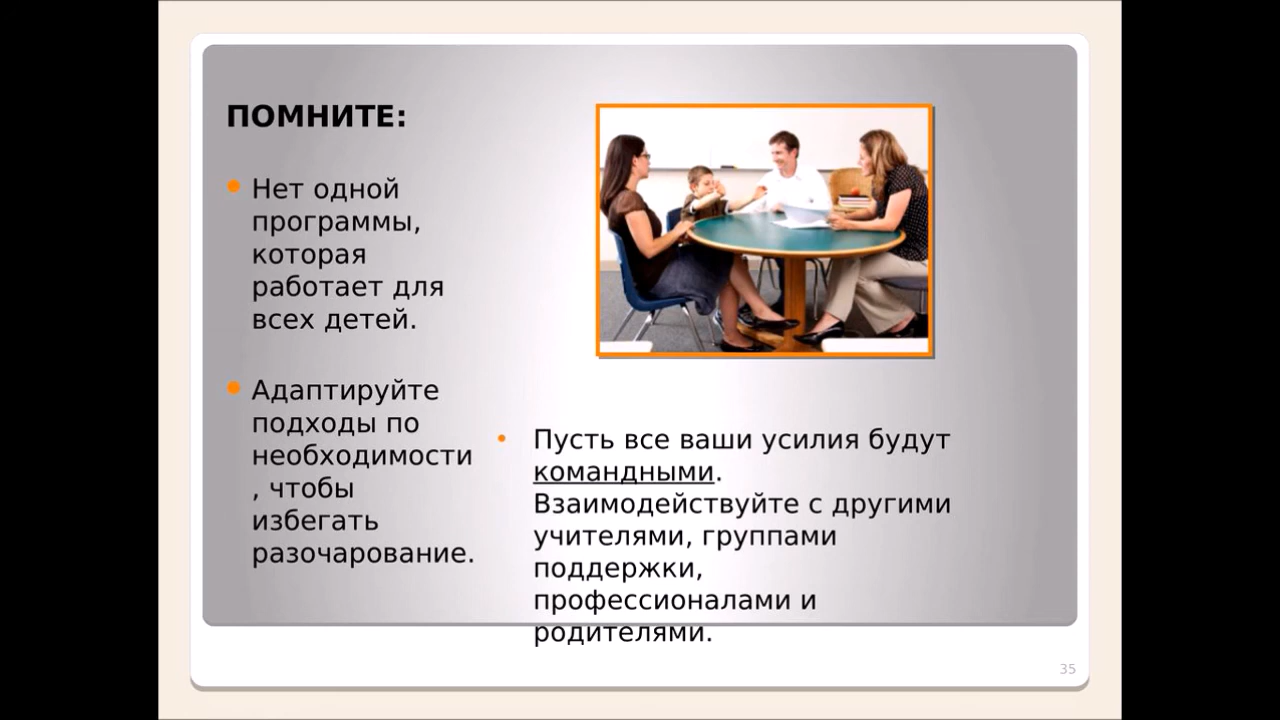 ПОМНИТЕ:
• Нет одной
программы,
которая
работает для
всех детей.
• Адаптируйте
подходы по
необходимости
, чтобы
избегать
разочарование.
• Пусть все ваши усилия будут
командными.
Взаимодействуйте с другими
учителями, группами
поддержки,
профессионалами и
родителями.
35